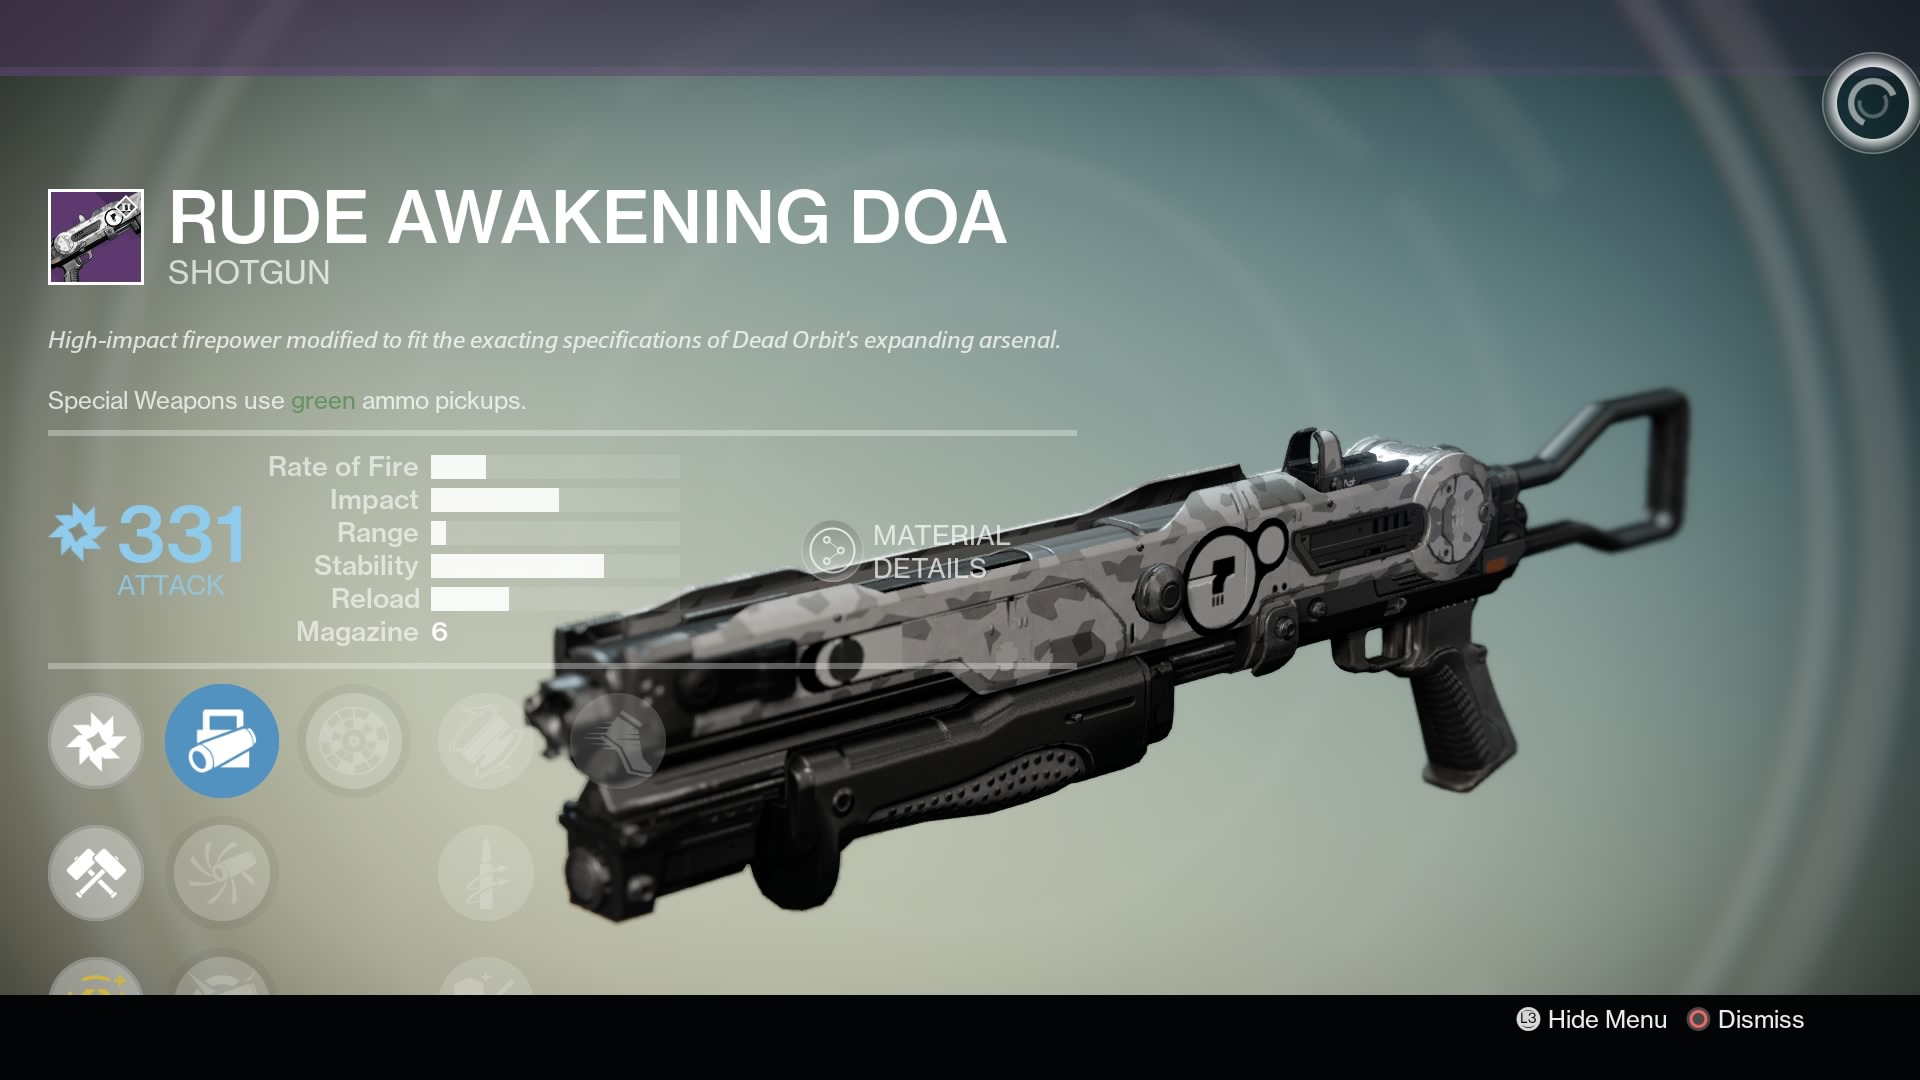 RUDE AWAKENING DOA
SHOTGUN
High-impact firepower modified to fit the exacting specifications of Dead Orbit's expanding arsenal.
Special Weapons use green ammo pickups.
331
ATTACK
Rate of Fire
Impact
Range
Stability
Reload
Magazine 6
MATERIAL
DETAILS
L3 Hide Menu
Dismiss